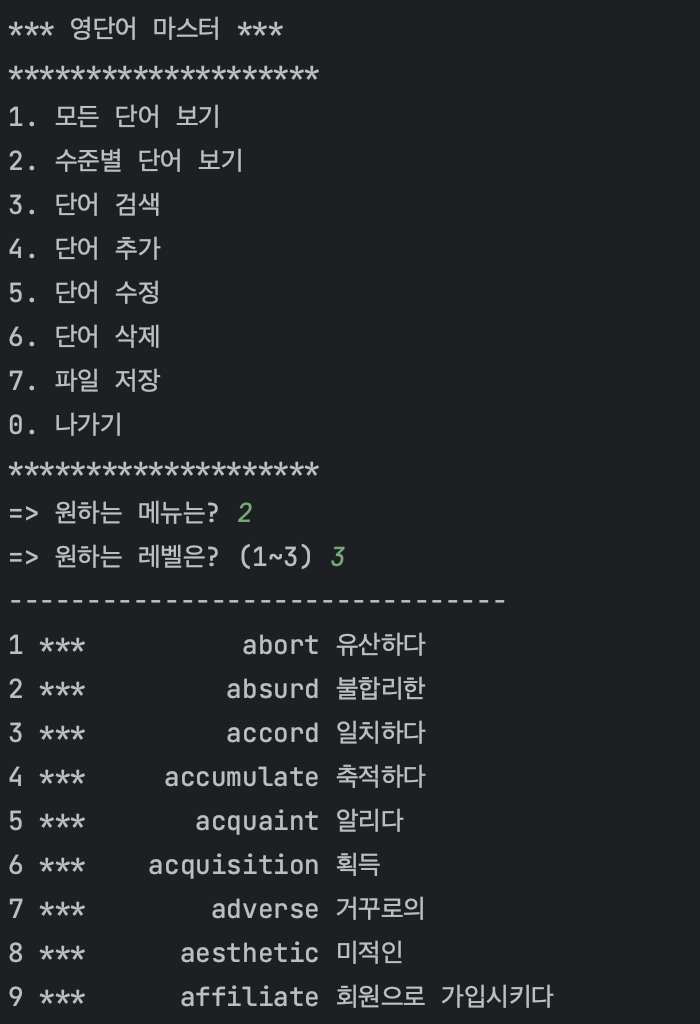 *** 영단어 마스터 ***
********************
1. 모든 단어 보기
2. 수준별 단어 보기
3. 단어 검색
4. 단어 추가
5. 단어 수정
6. 단어 삭제
7. 파일 저장
0. 나가기
********************
=> 원하는 메뉴는? 2
=> 원하는 레벨은? (1~3) 3
--------------------------------
1 *** abort 유산하다
2 *** absurd 불합리한
3 *** accord 일치하다
4 *** accumulate 축적하다
5 *** acquaint 알리다
6 *** acquisition 획득
7 *** adverse 거꾸로의
8 *** aesthetic 미적인
9 *** affiliate 회원으로 가입시키다